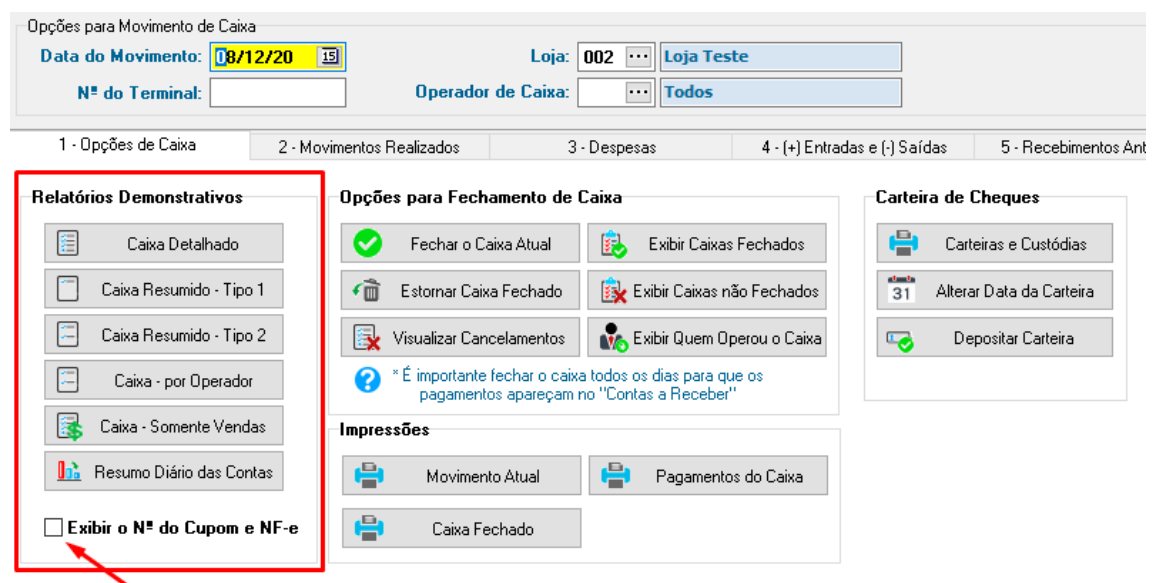 Opções para Movimento de Caixa
Data do Movimento: 08/12/20 15 Loja: 002 ... Loja Teste
Nº do Terminal: Operador de Caixa: ... Todos
1 - Opções de Caixa 2 - Movimentos Realizados 3 - Despesas 4 - (+) Entradas e (-) Saídas 5 - Recebimentos Ant
Relatórios Demonstrativos
Caixa Detalhado
Caixa Resumido - Tipo 1
Caixa Resumido - Tipo 2
Caixa - por Operador
Caixa - Somente Vendas
Resumo Diário das Contas
Exibir o Nº do Cupom e NF-e
Opções para Fechamento de Caixa
Fechar o Caixa Atual Exibir Caixas Fechados
Estornar Caixa Fechado Exibir Caixas não Fechados
Visualizar Cancelamentos Exibir Quem Operou o Caixa
? * É importante fechar o caixa todos os dias para que os
pagamentos apareçam no "Contas a Receber"
Impressões
Movimento Atual Pagamentos do Caixa
Caixa Fechado
Carteira de Cheques
Carteiras e Custódias
31 Alterar Data da Carteira
Depositar Carteira